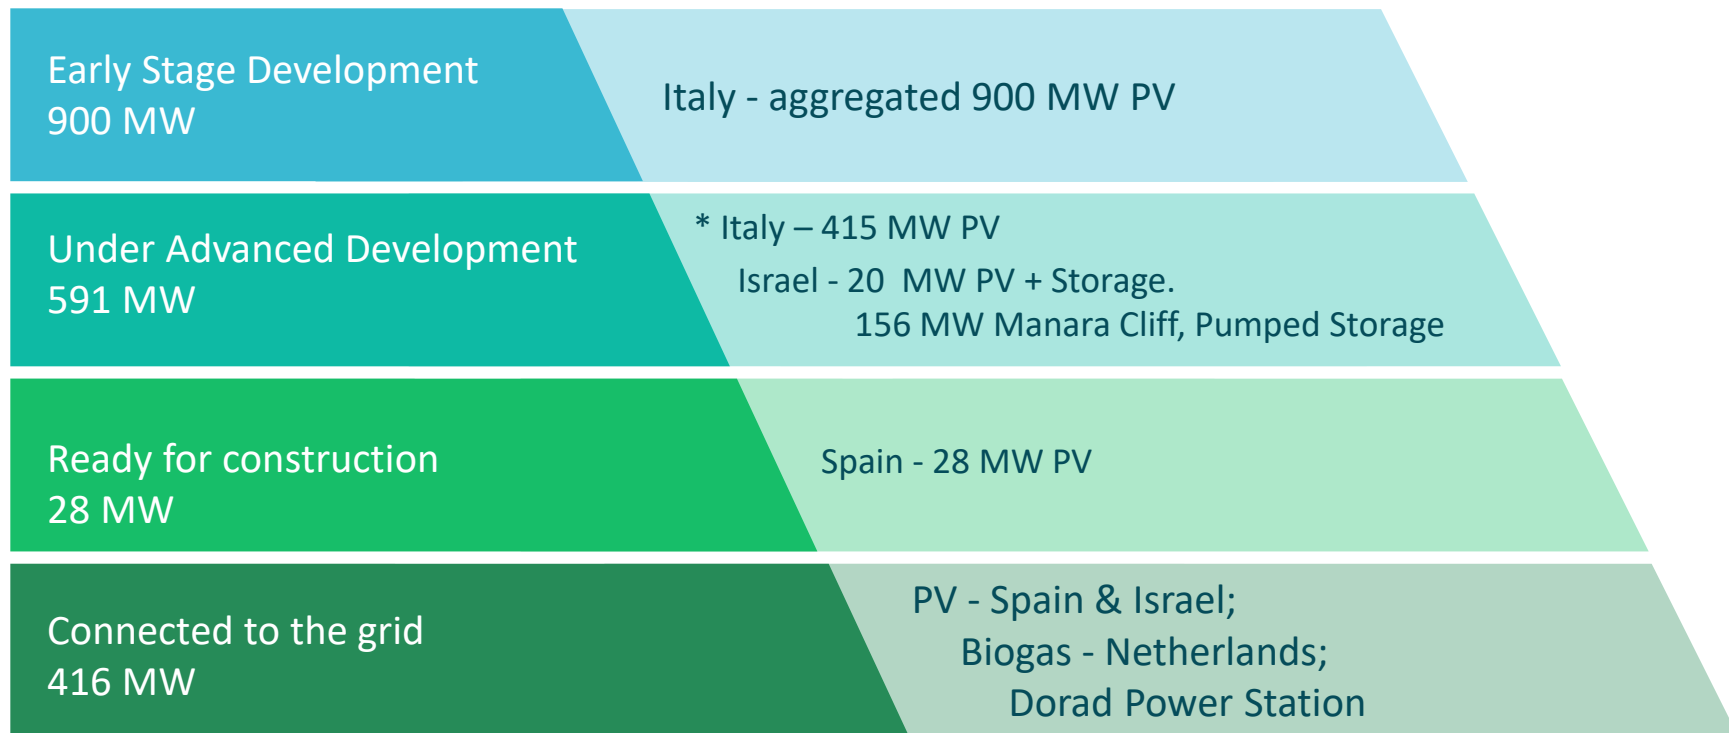 Early Stage Development
900 MW
Italy - aggregated 900 MW PV
Under Advanced Development
591 MW
* Italy – 415 MW PV
Israel - 20  MW PV + Storage.
156 MW Manara Cliff, Pumped Storage
Ready for construction
28 MW
Spain - 28 MW PV
Connected to the grid
416 MW
PV - Spain & Israel;
Biogas - Netherlands;
Dorad Power Station